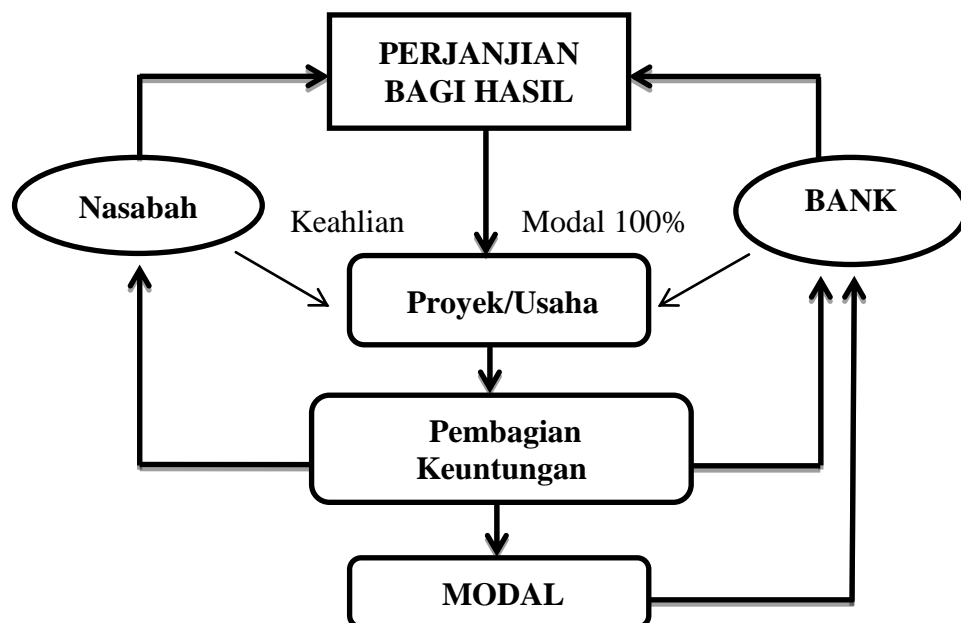 PERJANJIAN
BAGI HASIL
Nasabah
BANK
Keahlian
Modal 100%
Proyek/Usaha
Pembagian
Keuntungan
MODAL